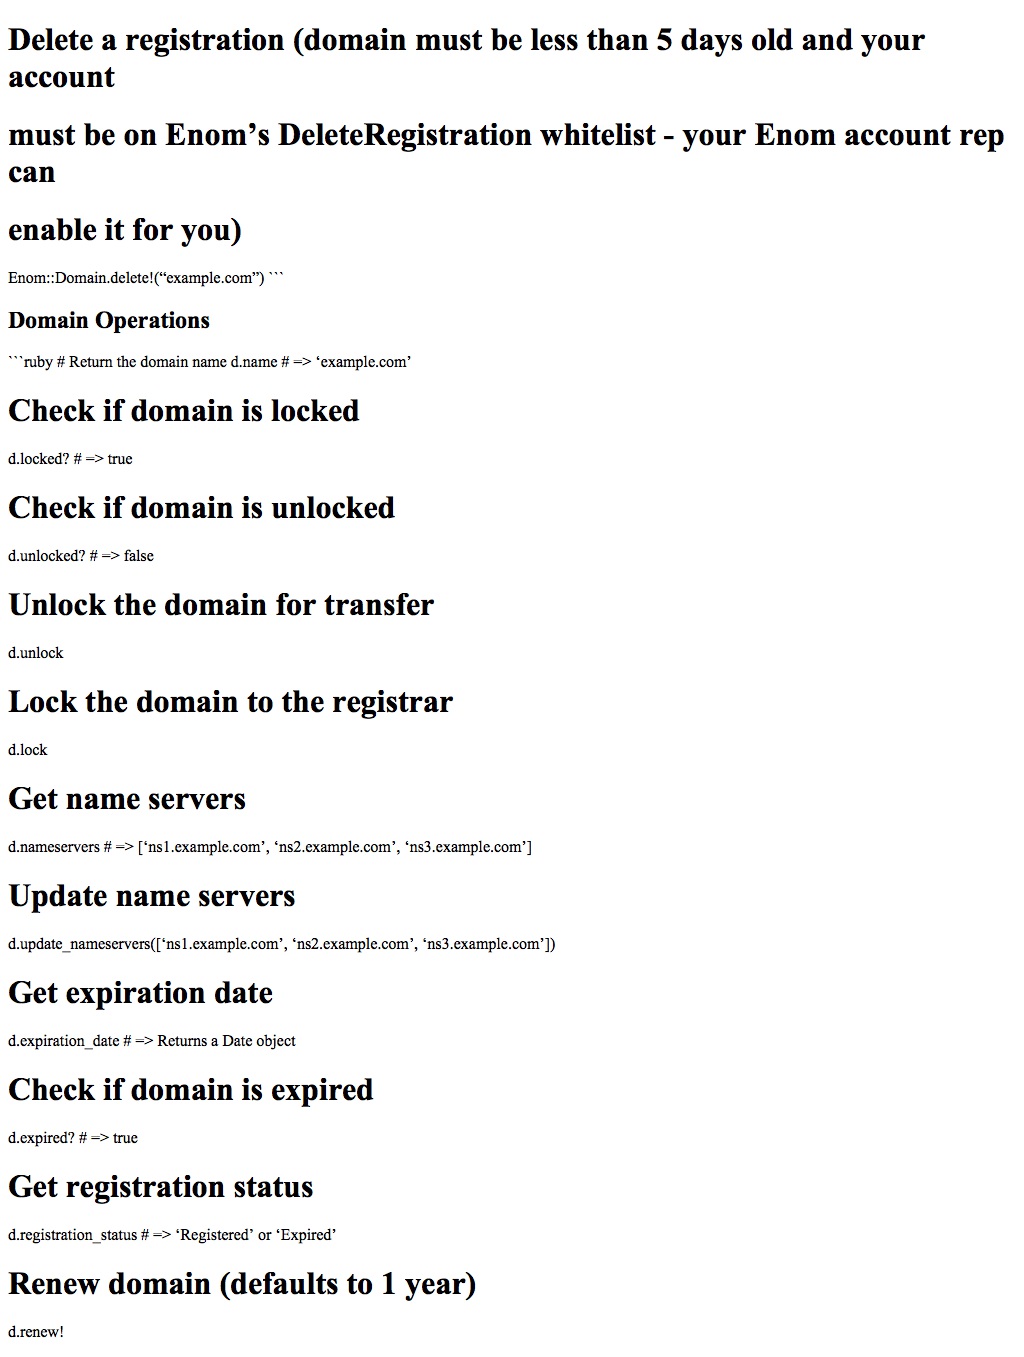 Delete a registration (domain must be less than 5 days old and your
account
must be on Enom’s DeleteRegistration whitelist - your Enom account rep
can
enable it for you)
Enom::Domain.delete!(“example.com”) ```
Domain Operations
```ruby # Return the domain name d.name # => ‘example.com’
Check if domain is locked
d.locked? # => true
Check if domain is unlocked
d.unlocked? # => false
Unlock the domain for transfer
d.unlock
Lock the domain to the registrar
d.lock
Get name servers
d.nameservers # => [‘ns1.example.com’, ‘ns2.example.com’, ‘ns3.example.com’]
Update name servers
d.update_nameservers([‘ns1.example.com’, ‘ns2.example.com’, ‘ns3.example.com’])
Get expiration date
d.expiration_date # => Returns a Date object
Check if domain is expired
d.expired? # => true
Get registration status
d.registration_status # => ‘Registered’ or ‘Expired’
Renew domain (defaults to 1 year)
d.renew!